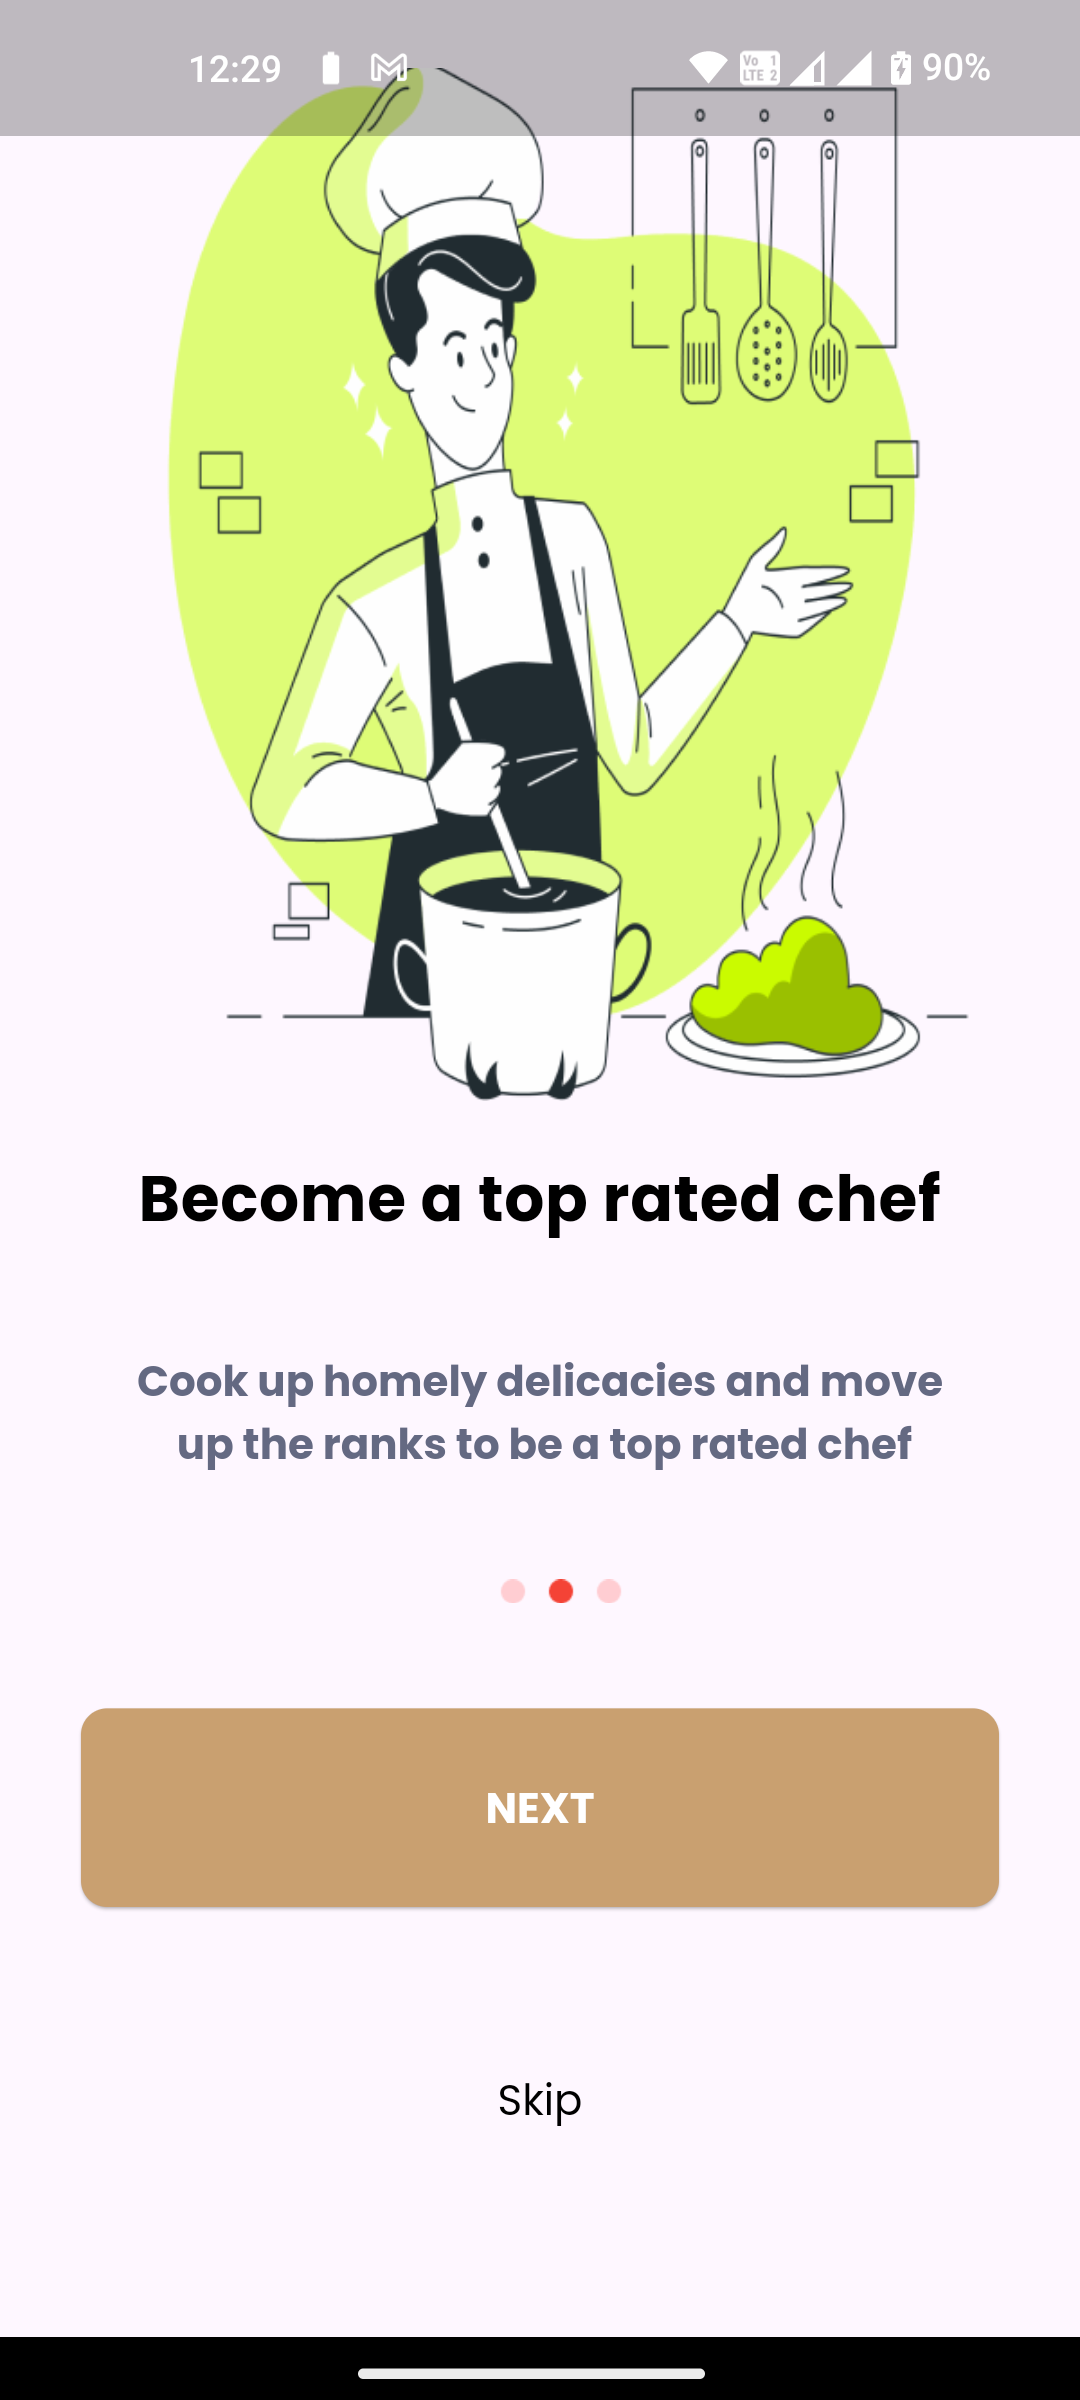 12:29
Vo 1
LTE 2
90%
Become a top rated chef
Cook up homely delicacies and move
up the ranks to be a top rated chef
NEXT
Skip